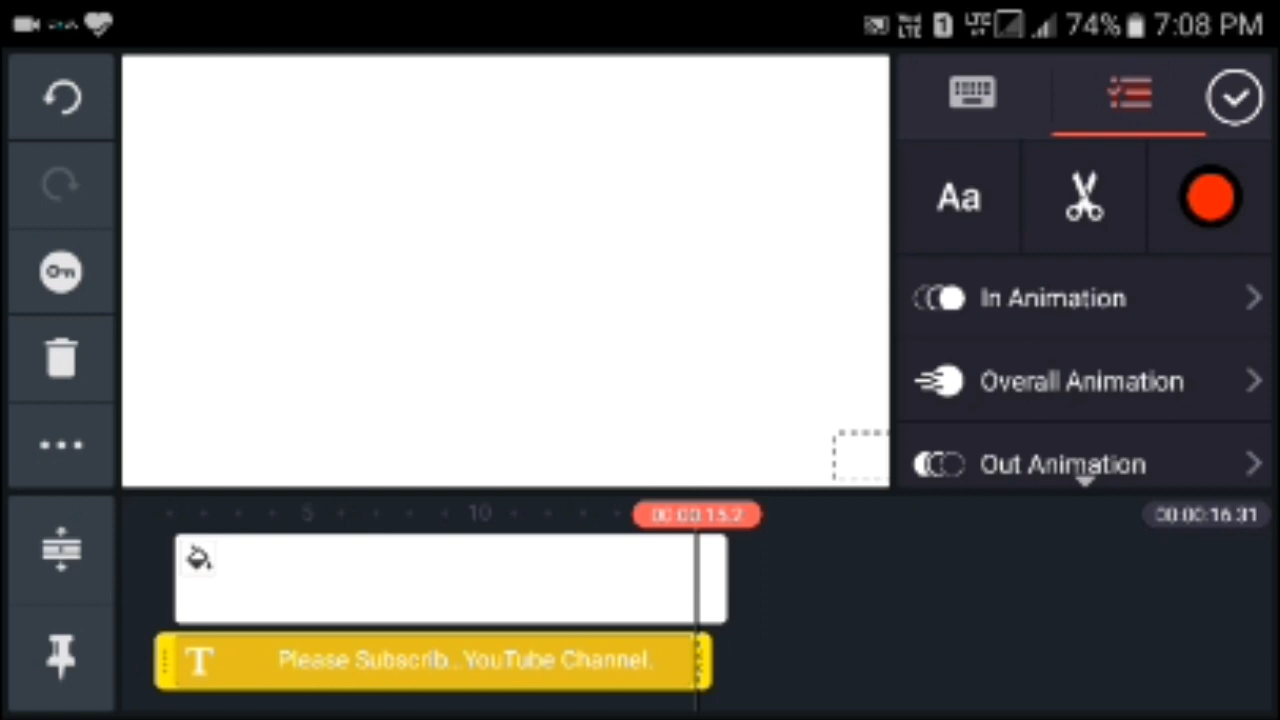 74% 7:08 PM
Aa
In Animation
Overall Animation
Out Animation
5 10 00:00:15.2 00:00:16.31
T Please Subscrib...YouTube Channel.